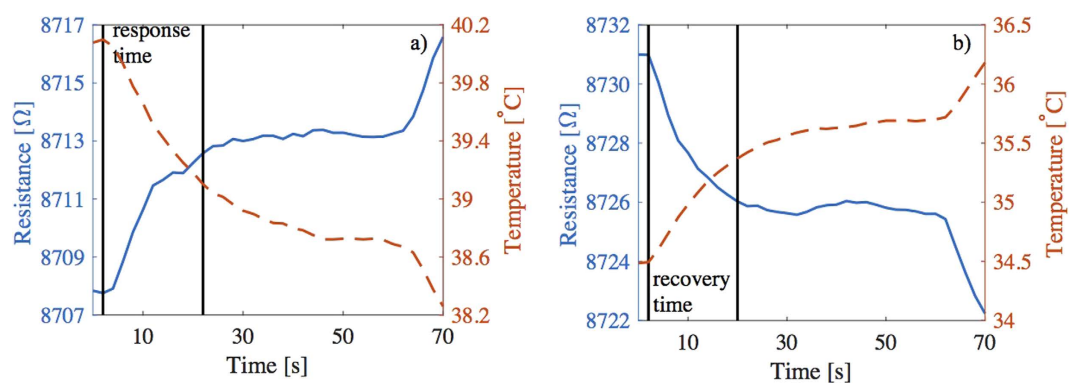 8717
8715
8713
8711
8709
8707
Resistance [Ω]
response
time
a)
40.2
39.8
39.4
39
38.6
38.2
Temperature [°C]
10
30
50
70
Time [s]
8732
8730
8728
8726
8724
8722
Resistance [Ω]
recovery
time
b)
36.5
36
35.5
35
34.5
34
Temperature [°C]
10
30
50
70
Time [s]